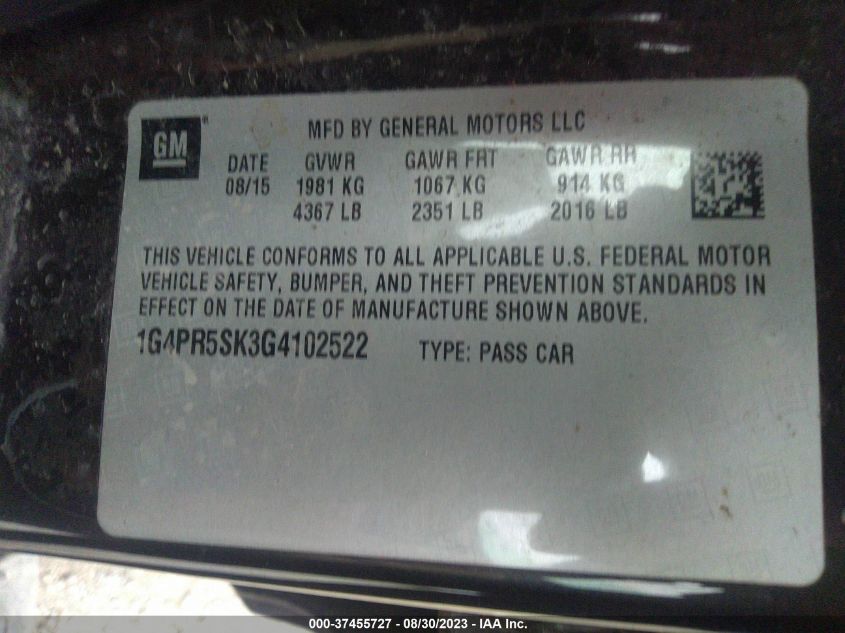 GM ®
MFD BY GENERAL MOTORS LLC
DATE GVWR GAWR FRT GAWR RR
08/15 1981 KG 1067 KG 914 KG
4367 LB 2351 LB 2016 LB
THIS VEHICLE CONFORMS TO ALL APPLICABLE U.S. FEDERAL MOTOR
VEHICLE SAFETY, BUMPER, AND THEFT PREVENTION STANDARDS IN
EFFECT ON THE DATE OF MANUFACTURE SHOWN ABOVE.
1G4PR5SK3G4102522 TYPE: PASS CAR
000-37455727 - 08/30/2023 - IAA Inc.